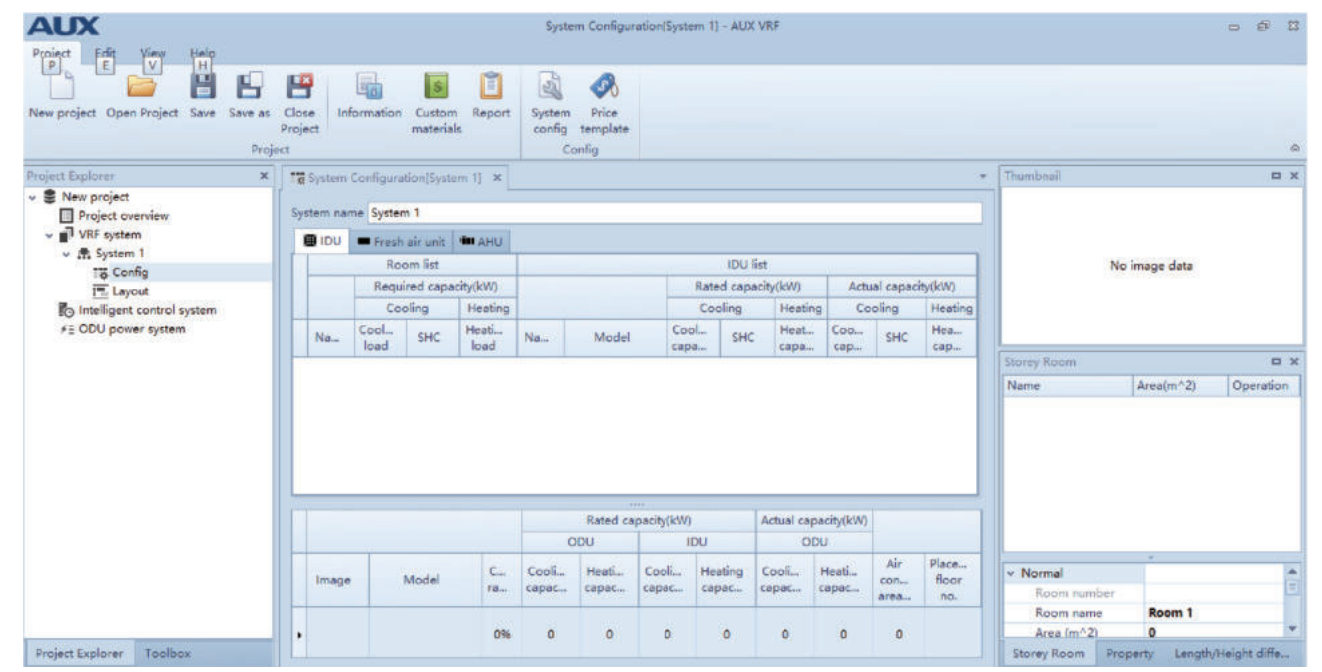 AUX
System Configuration[System 1] - AUX VRF
Project Edit View Help
P E V H
New project Open Project Save Save as Close Project Information Custom materials Report System config Price template
Project Config
Project Explorer
New project
Project overview
VRF system
System 1
Config
Layout
Intelligent control system
ODU power system
Project Explorer Toolbox
System Configuration[System 1]
System name System 1
IDU Fresh air unit AHU
Room list IDU list
Required capacity(kW) Rated capacity(kW) Actual capacity(kW)
Cooling Heating Cooling Heating Cooling Heating
Na... Cool... load SHC Heati... load Na... Model Cool... capa... SHC Heat... capa... Coo... cap... SHC Hea... cap...
Rated capacity(kW) Actual capacity(kW)
ODU IDU ODU
Image Model C... ra... Cooli... capac... Heati... capac... Cooli... capac... Heating capac... Cooli... capac... Heati... capac... Air con... area... Place... floor no.
0% 0 0 0 0 0 0 0
Thumbnail
No image data
Storey Room
Name Area(m^2) Operation
Normal
Room number
Room name Room 1
Area (m^2) 0
Storey Room Property Length/Height diffe...